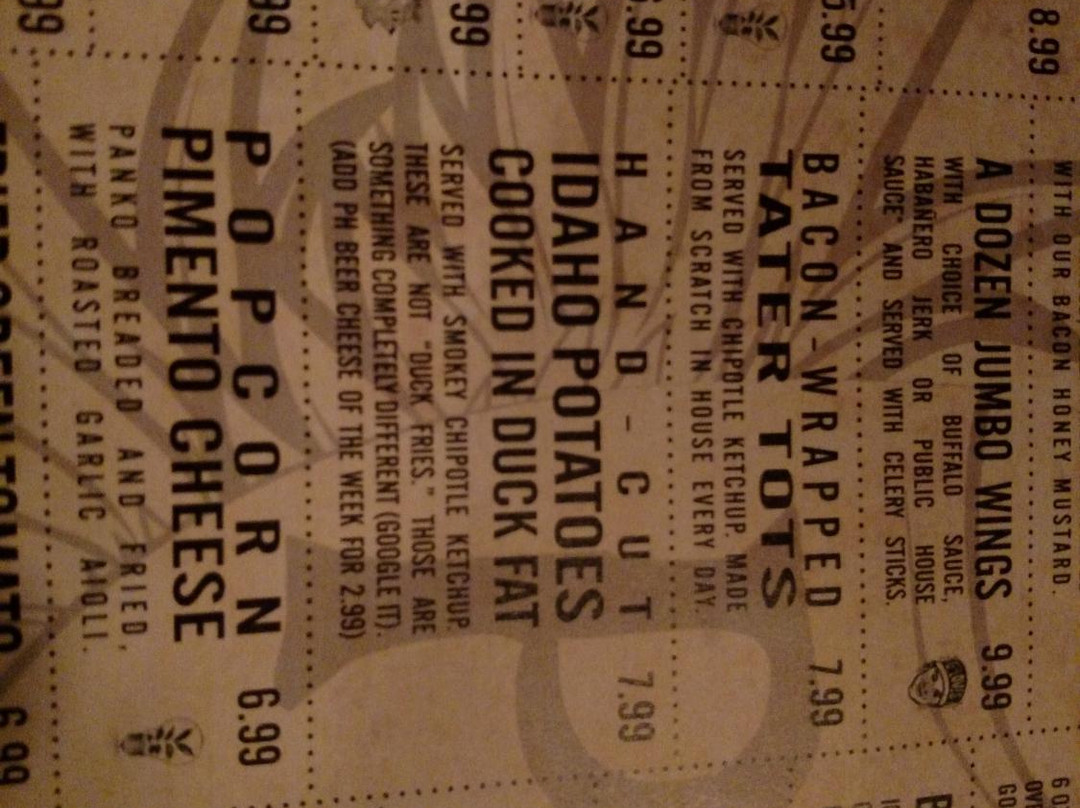 WITH OUR BACON HONEY MUSTARD.
A DOZEN JUMBO WINGS 9.99
WITH CHOICE OF BUFFALO SAUCE,
HABAÑERO JERK OR PUBLIC HOUSE
SAUCE' AND SERVED WITH CELERY STICKS.
BACON-WRAPPED 7.99
TATER TOTS
SERVED WITH CHIPOTLE KETCHUP. MADE
FROM SCRATCH IN HOUSE EVERY DAY.
HAND-CUT 7.99
IDAHO POTATOES
COOKED IN DUCK FAT
SERVED WITH SMOKEY CHIPOTLE KETCHUP.
THESE ARE NOT "DUCK FRIES." THOSE ARE
SOMETHING COMPLETELY DIFFERENT (GOOGLE IT).
(ADD PH BEER CHEESE OF THE WEEK FOR 2.99)
POPCORN 6.99
PIMENTO CHEESE
PANKO BREADED AND FRIED,
WITH ROASTED GARLIC AIOLI.
FRIED GREEN TOMATO 6.99
8.99
5.99
.99
.99
.99
.99